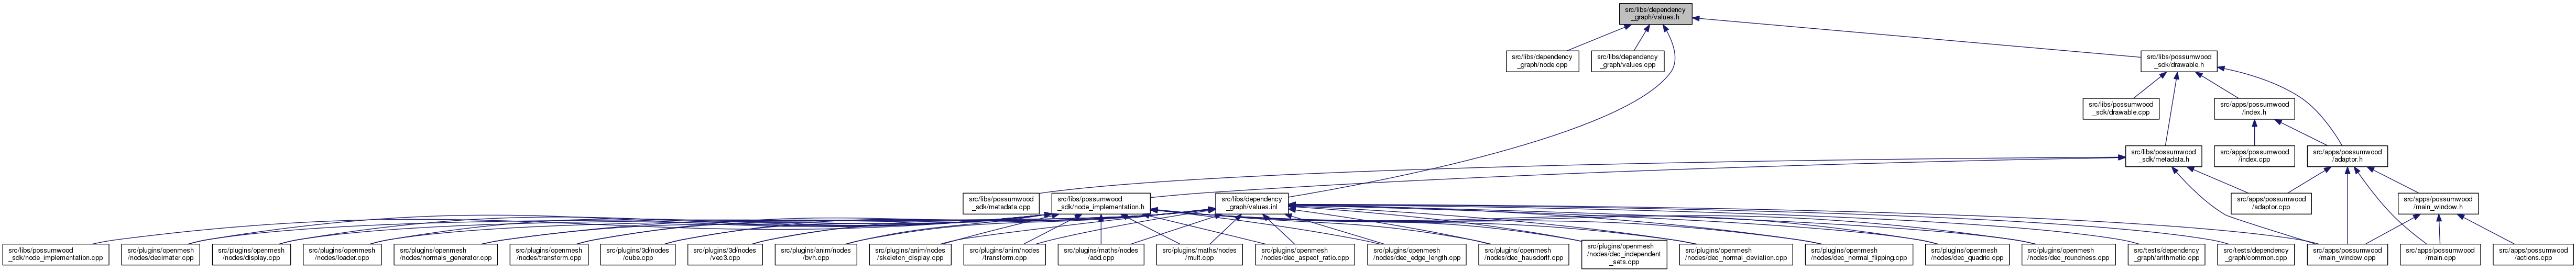 src/libs/dependency
_graph/values.h
src/libs/dependency
_graph/node.cpp
src/libs/dependency
_graph/values.cpp
src/libs/possumwood
_sdk/drawable.h
src/libs/possumwood
_sdk/drawable.cpp
src/apps/possumwood
/index.h
src/libs/possumwood
_sdk/metadata.h
src/apps/possumwood
/index.cpp
src/apps/possumwood
/adaptor.h
src/libs/possumwood
_sdk/metadata.cpp
src/libs/possumwood
_sdk/node_implementation.h
src/libs/dependency
_graph/values.inl
src/apps/possumwood
/adaptor.cpp
src/apps/possumwood
/main_window.h
src/libs/possumwood
_sdk/node_implementation.cpp
src/plugins/openmesh
/nodes/decimater.cpp
src/plugins/openmesh
/nodes/display.cpp
src/plugins/openmesh
/nodes/loader.cpp
src/plugins/openmesh
/nodes/normals_generator.cpp
src/plugins/openmesh
/nodes/transform.cpp
src/plugins/3d/nodes
/cube.cpp
src/plugins/3d/nodes
/vec3.cpp
src/plugins/anim/nodes
/bvh.cpp
src/plugins/anim/nodes
/skeleton_display.cpp
src/plugins/anim/nodes
/transform.cpp
src/plugins/maths/nodes
/add.cpp
src/plugins/maths/nodes
/mult.cpp
src/plugins/openmesh
/nodes/dec_aspect_ratio.cpp
src/plugins/openmesh
/nodes/dec_edge_length.cpp
src/plugins/openmesh
/nodes/dec_hausdorff.cpp
src/plugins/openmesh
/nodes/dec_independent
_sets.cpp
src/plugins/openmesh
/nodes/dec_normal_deviation.cpp
src/plugins/openmesh
/nodes/dec_normal_flipping.cpp
src/plugins/openmesh
/nodes/dec_quadric.cpp
src/plugins/openmesh
/nodes/dec_roundness.cpp
src/tests/dependency
_graph/arithmetic.cpp
src/tests/dependency
_graph/common.cpp
src/apps/possumwood
/main_window.cpp
src/apps/possumwood
/main.cpp
src/apps/possumwood
/actions.cpp